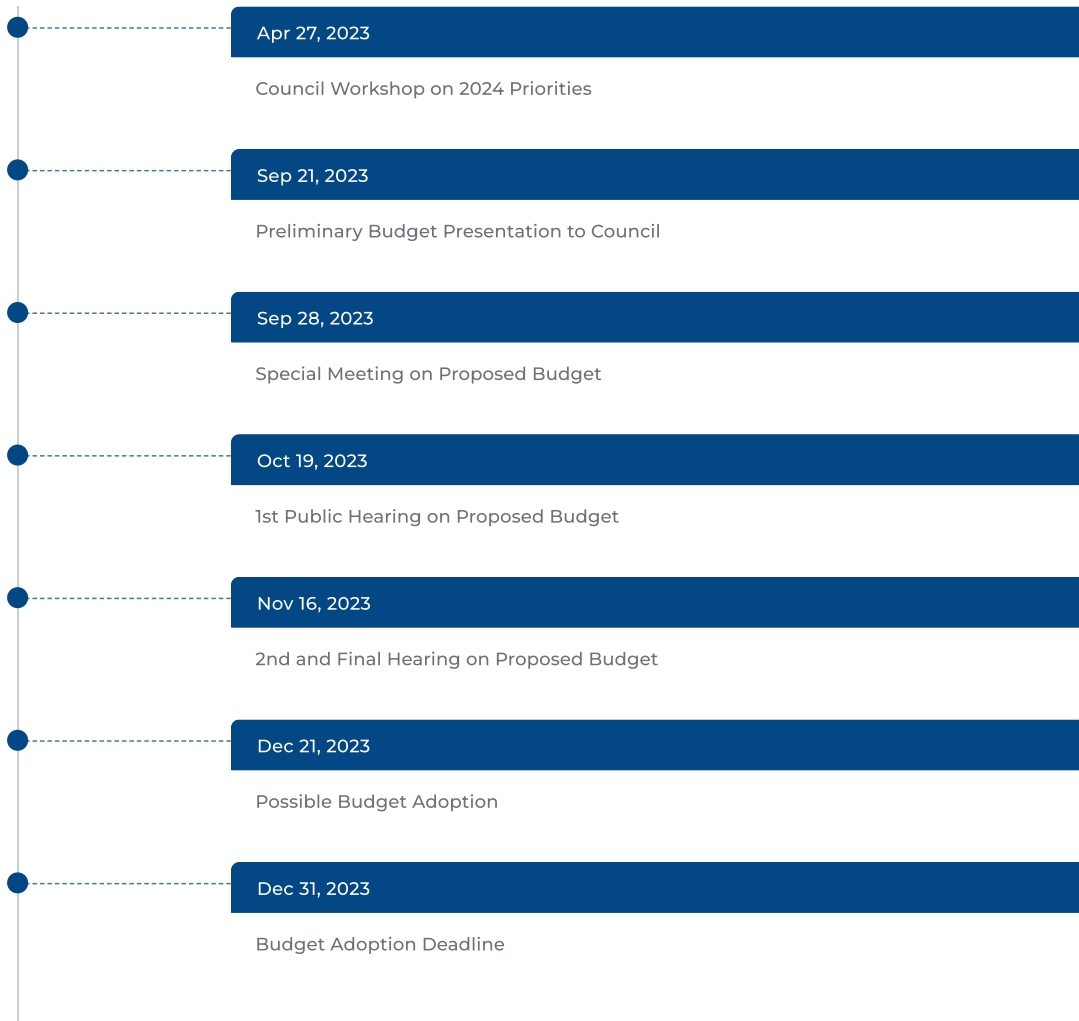 Apr 27, 2023
Council Workshop on 2024 Priorities
Sep 21, 2023
Preliminary Budget Presentation to Council
Sep 28, 2023
Special Meeting on Proposed Budget
Oct 19, 2023
1st Public Hearing on Proposed Budget
Nov 16, 2023
2nd and Final Hearing on Proposed Budget
Dec 21, 2023
Possible Budget Adoption
Dec 31, 2023
Budget Adoption Deadline